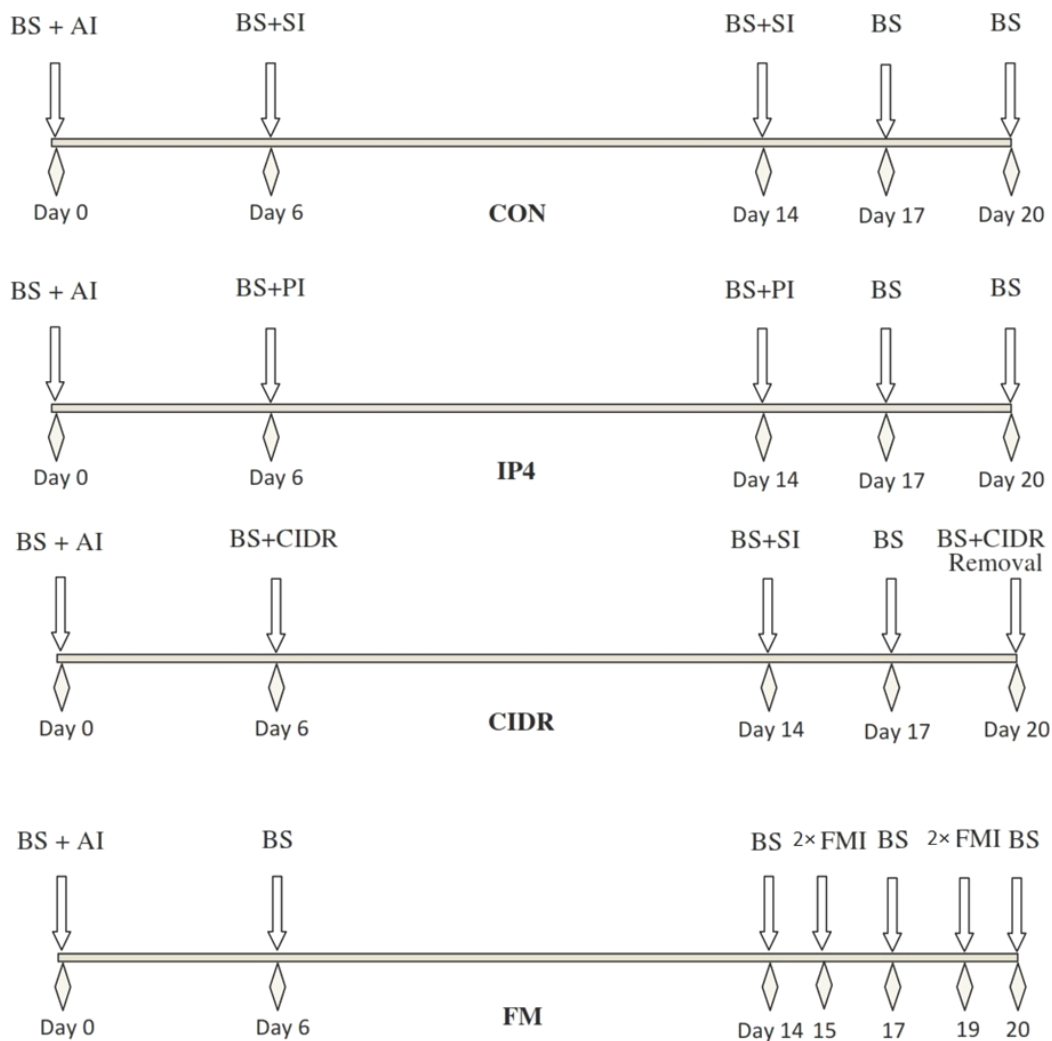 BS + AI BS+SI BS+SI BS BS
Day 0 Day 6 CON Day 14 Day 17 Day 20
BS + AI BS+PI BS+PI BS BS
Day 0 Day 6 IP4 Day 14 Day 17 Day 20
BS + AI BS+CIDR BS+SI BS BS+CIDR
Removal
Day 0 Day 6 CIDR Day 14 Day 17 Day 20
BS + AI BS BS 2× FMI BS 2× FMI BS
Day 0 Day 6 FM Day 14 15 17 19 20